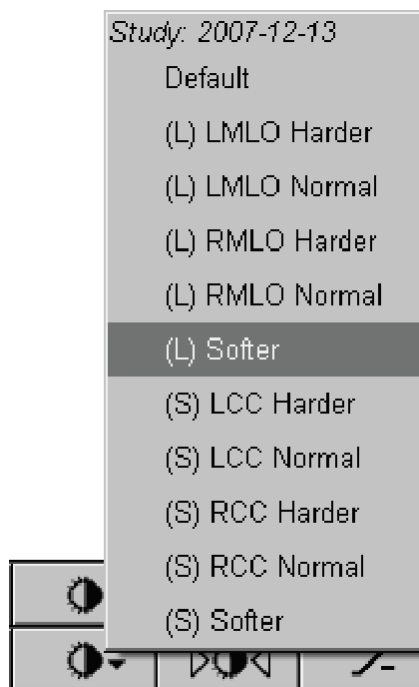 Study: 2007-12-13
Default
(L) LMLO Harder
(L) LMLO Normal
(L) RMLO Harder
(L) RMLO Normal
(L) Softer
(S) LCC Harder
(S) LCC Normal
(S) RCC Harder
(S) RCC Normal
(S) Softer